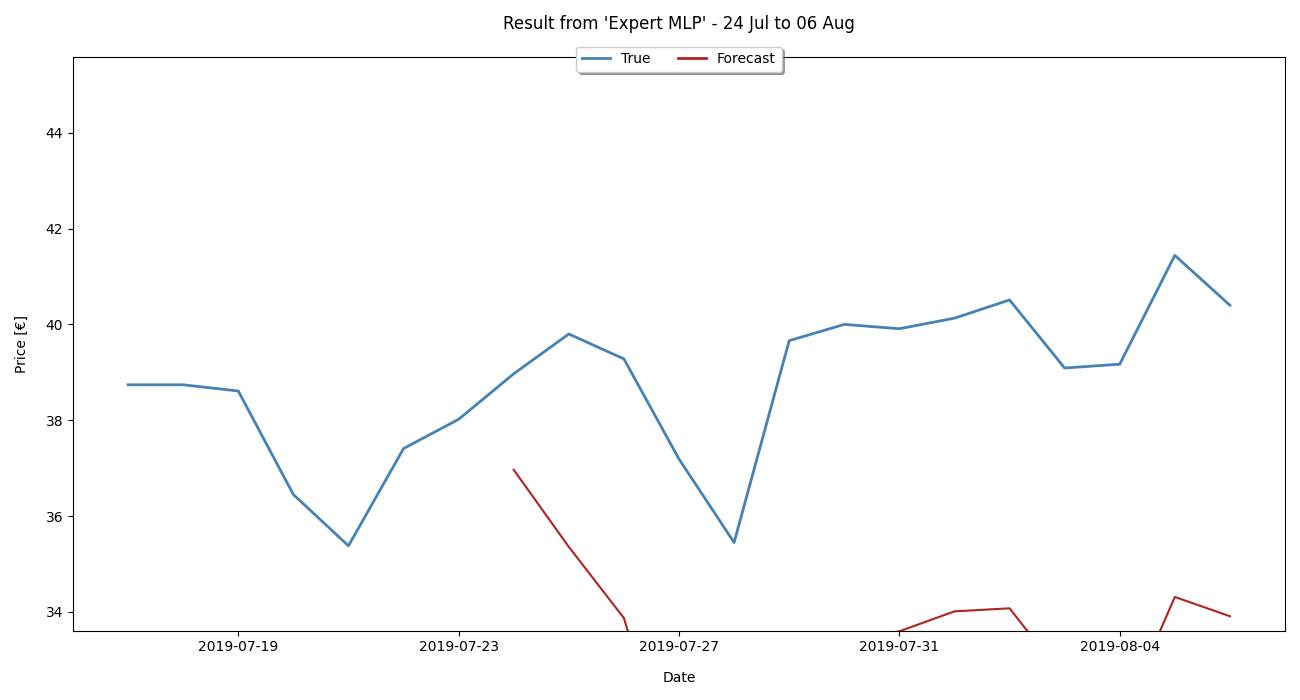 Result from 'Expert MLP' - 24 Jul to 06 Aug
True Forecast
Price [€]
44
42
40
38
36
34
2019-07-19 2019-07-23 2019-07-27 2019-07-31 2019-08-04
Date